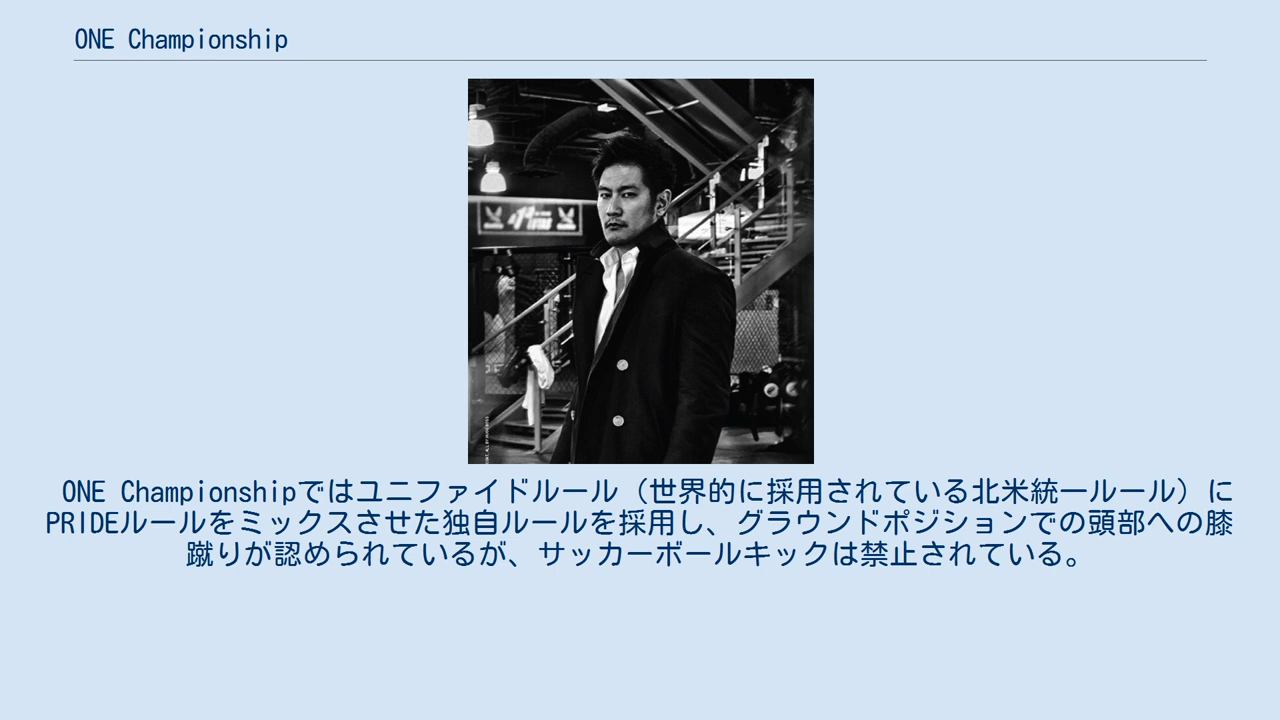 ONE Championship
ONE Championshipではユニファイドルール（世界的に採用されている北米統一ルール）に
PRIDEルールをミックスさせた独自ルールを採用し、グラウンドポジションでの頭部への膝
蹴りが認められているが、サッカーボールキックは禁止されている。